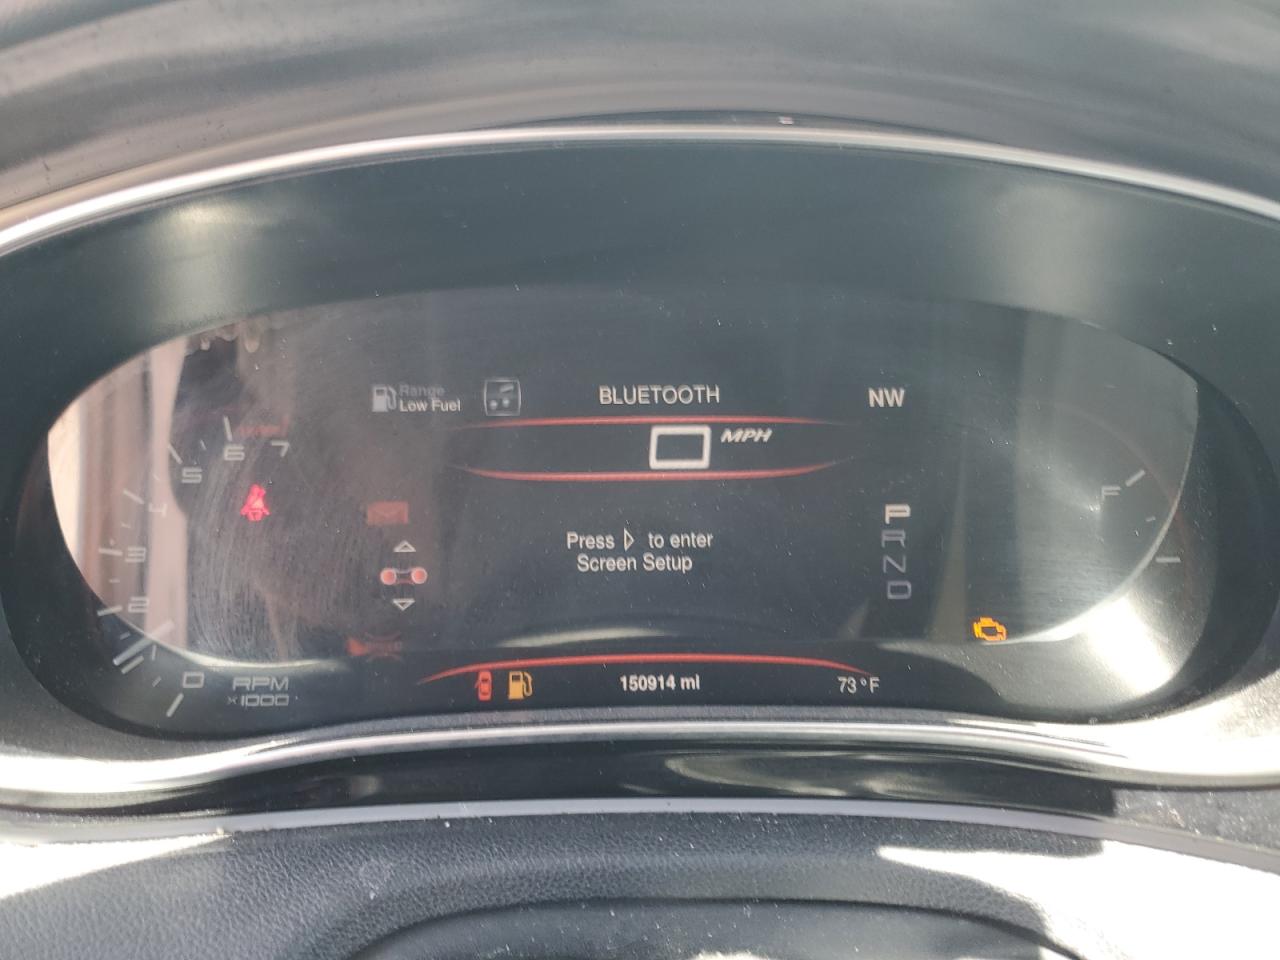 Range
Low Fuel
BLUETOOTH
NW
0 MPH
7
6
5
4
3
2
1
0
RPM
x1000
Press ▷ to enter
Screen Setup
P
R
N
D
F
150914 mi
73°F